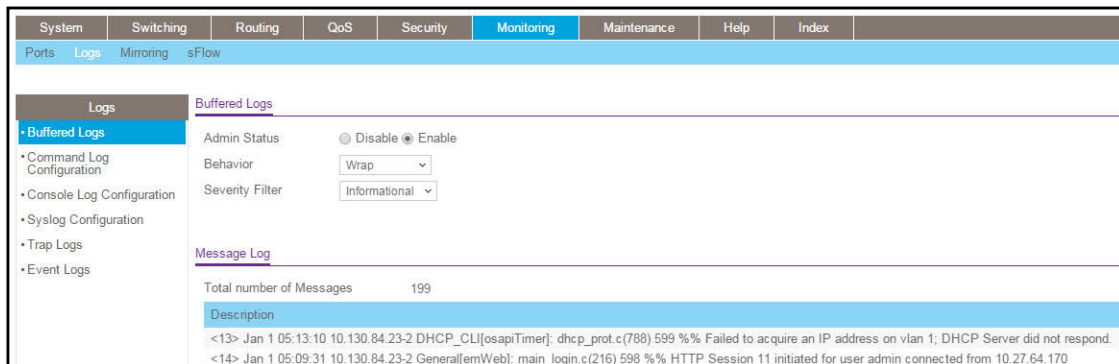 System Switching Routing QoS Security Monitoring Maintenance Help Index
Ports Logs Mirroring sFlow
Logs
• Buffered Logs
• Command Log
Configuration
• Console Log Configuration
• Syslog Configuration
• Trap Logs
• Event Logs
Buffered Logs
Admin Status Disable Enable
Behavior Wrap
Severity Filter Informational
Message Log
Total number of Messages 199
Description
<13> Jan 1 05:13:10 10.130.84.23-2 DHCP_CLI[osapiTimer]: dhcp_prot.c(788) 599 %% Failed to acquire an IP address on vlan 1; DHCP Server did not respond.
<14> Jan 1 05:09:31 10.130.84.23-2 General[emWeb]: main_login.c(216) 598 %% HTTP Session 11 initiated for user admin connected from 10.27.64.170